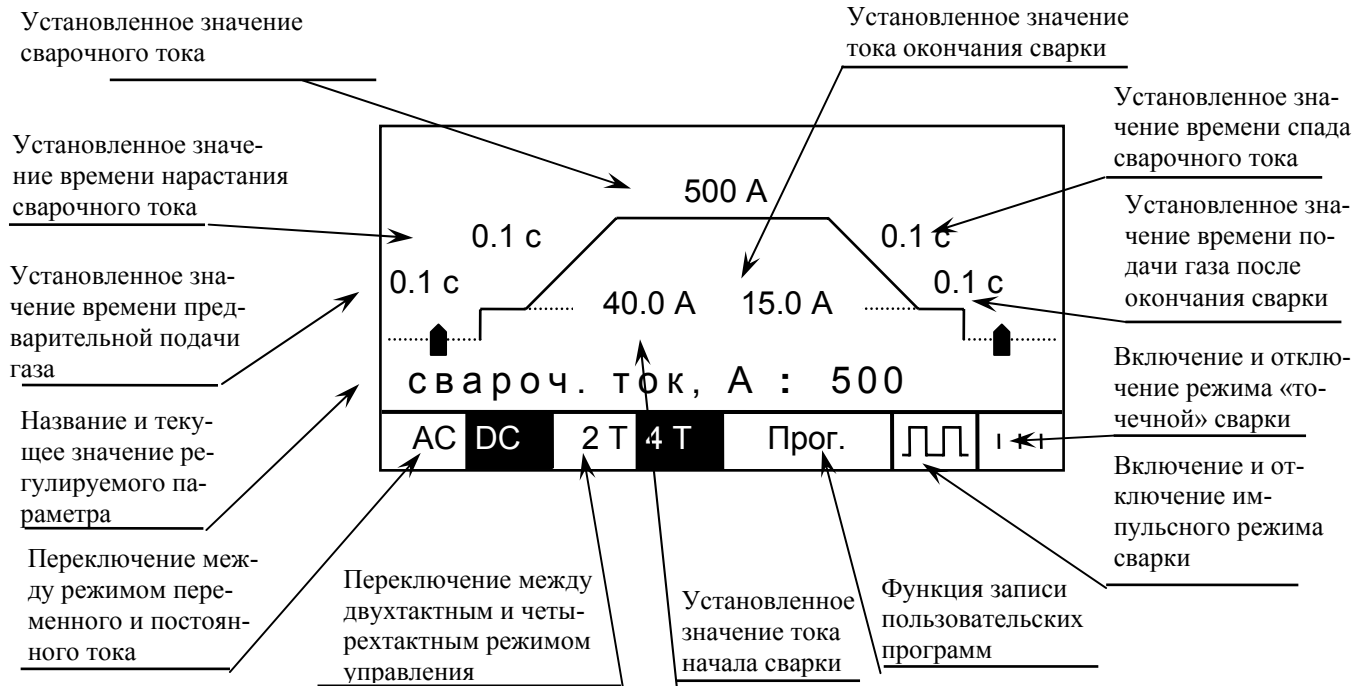 Установленное значение
сварочного тока
Установленное значение
тока окончания сварки
Установленное зна-
чение времени спада
сварочного тока
Установленное значе-
ние времени нарастания
сварочного тока
Установленное зна-
чение времени по-
дачи газа после
окончания сварки
Установленное зна-
чение времени пред-
варительной подачи
газа
500 А
0.1 с
0.1 с
0.1 с
0.1 с
40.0 А
15.0 А
свароч. ток, А : 500
AC
DC
2 Т
4 Т
Прог.
Включение и отклю-
чение режима «то-
чечной» сварки
Название и теку-
щее значение ре-
гулируемого па-
раметра
Включение и от-
ключение им-
пульсного режима
сварки
Переключение меж-
ду режимом пере-
менного и постоян-
ного тока
Переключение между
двухтактным и четы-
рехтактным режимом
управления
Установленное
значение тока
начала сварки
Функция записи
пользовательских
программ